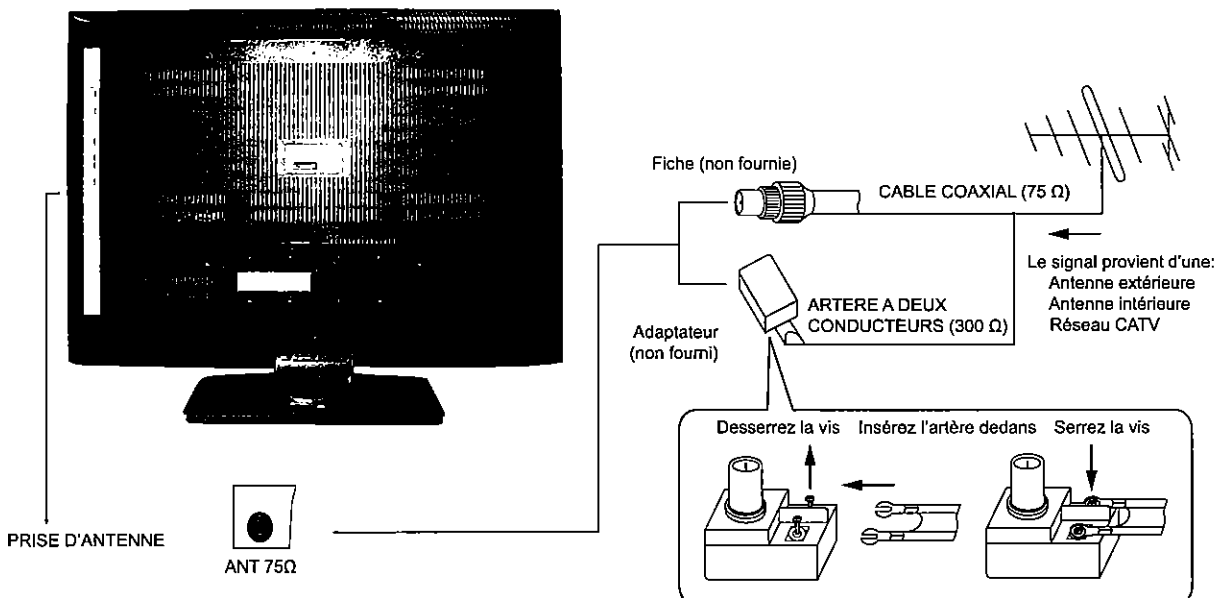 Fiche (non fournie)
CABLE COAXIAL (75 Ω)
Le signal provient d'une:
Antenne extérieure
Antenne intérieure
Réseau CATV
ARTERE A DEUX
CONDUCTEURS (300 Ω)
Adaptateur
(non fourni)
Desserrez la vis
Insérez l'artère dedans
Serrez la vis
PRISE D'ANTENNE
ANT 75Ω